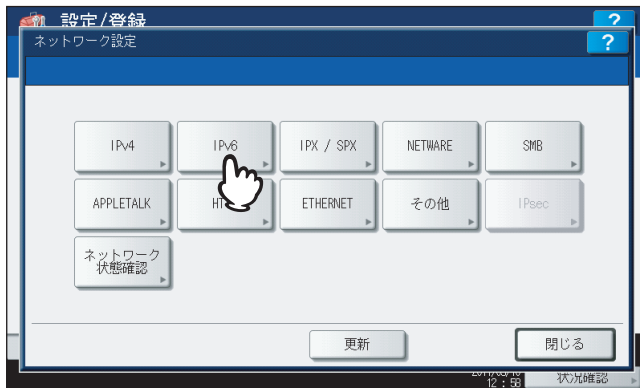 設定/登録
?
ネットワーク設定
?
IPv4
IPv6
IPX / SPX
NETWARE
SMB
APPLETALK
ETHERNET
その他
IPsec
ネットワーク
状態確認
更新
閉じる
12:58
状況確認